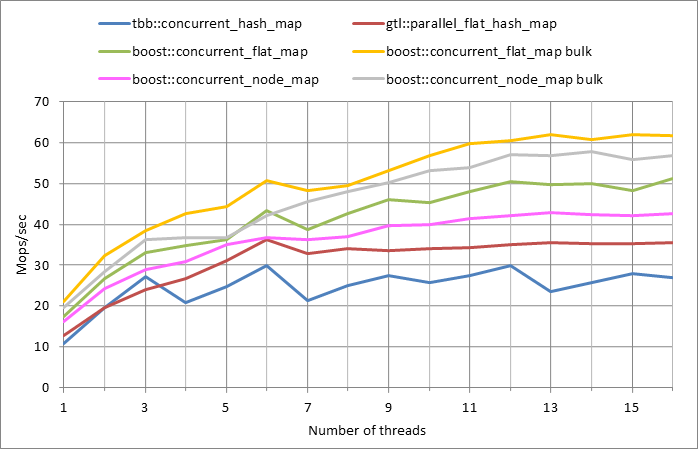 tbb::concurrent_hash_map gtl::parallel_flat_hash_map
boost::concurrent_flat_map boost::concurrent_flat_map bulk
boost::concurrent_node_map boost::concurrent_node_map bulk
70
60
50
40
30
20
10
0
Mops/sec
1 3 5 7 9 11 13 15
Number of threads